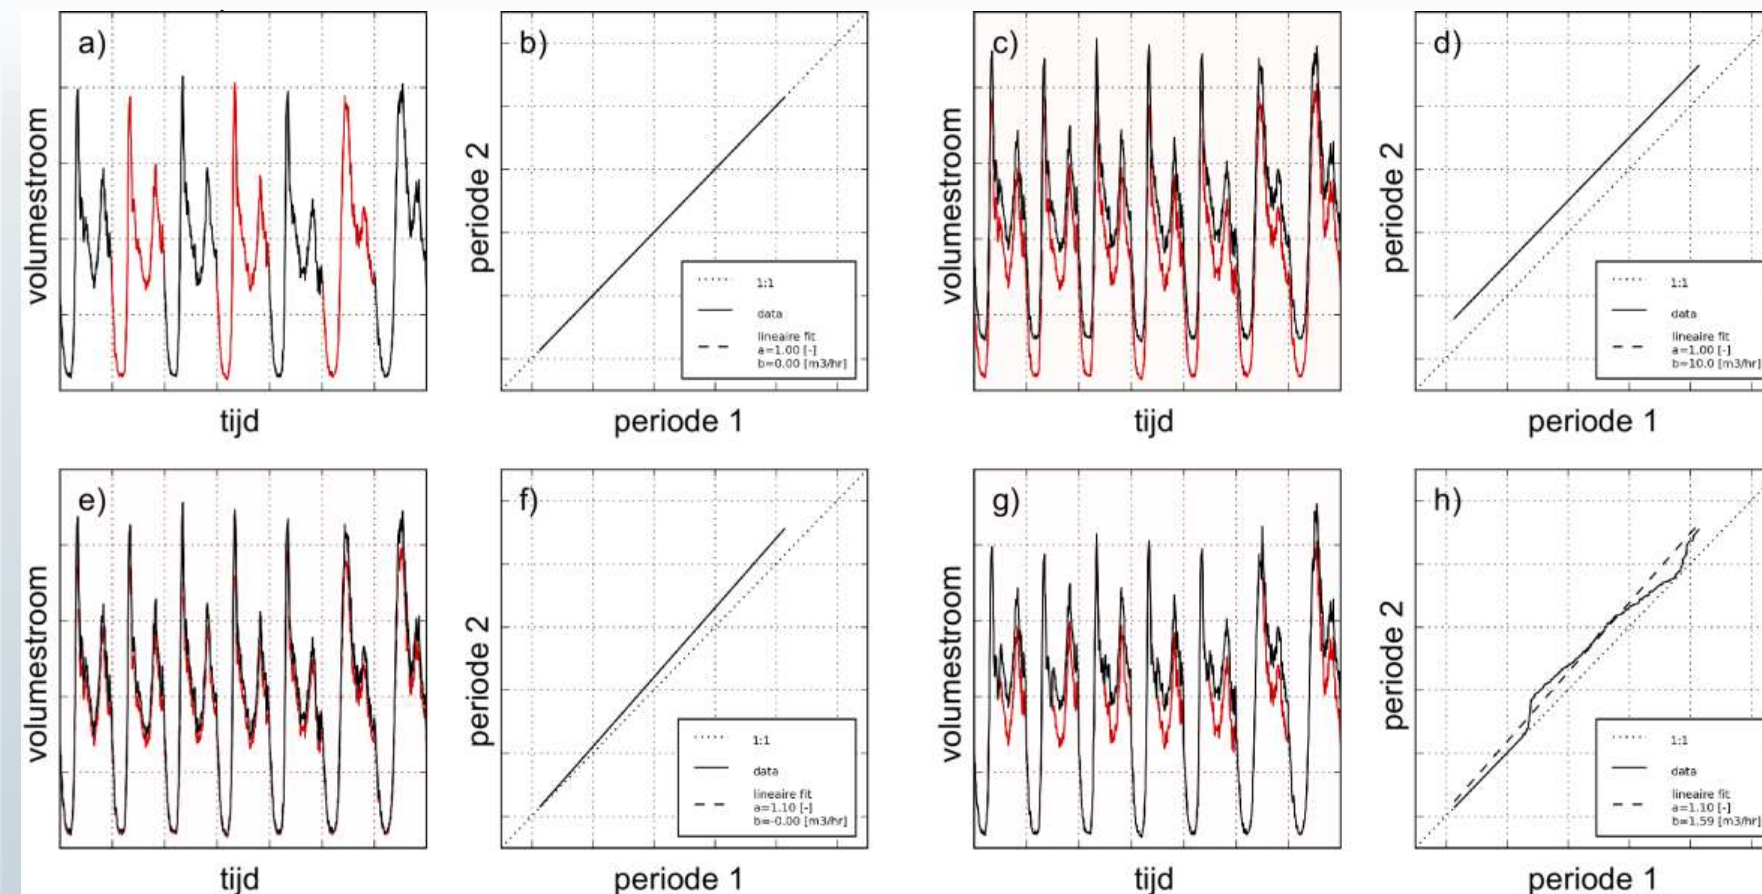 a)
volumestroom
tijd
b)
periode 2
1:1
data
lineaire fit
a=1.00 [-]
b=0.00 [m3/hr]
periode 1
c)
volumestroom
tijd
d)
periode 2
1:1
data
lineaire fit
a=1.00 [-]
b=10.0 [m3/hr]
periode 1
e)
volumestroom
tijd
f)
periode 2
1:1
data
lineaire fit
a=1.10 [-]
b=-0.00 [m3/hr]
periode 1
g)
volumestroom
tijd
h)
periode 2
1:1
data
lineaire fit
a=1.10 [-]
b=1.59 [m3/hr]
periode 1